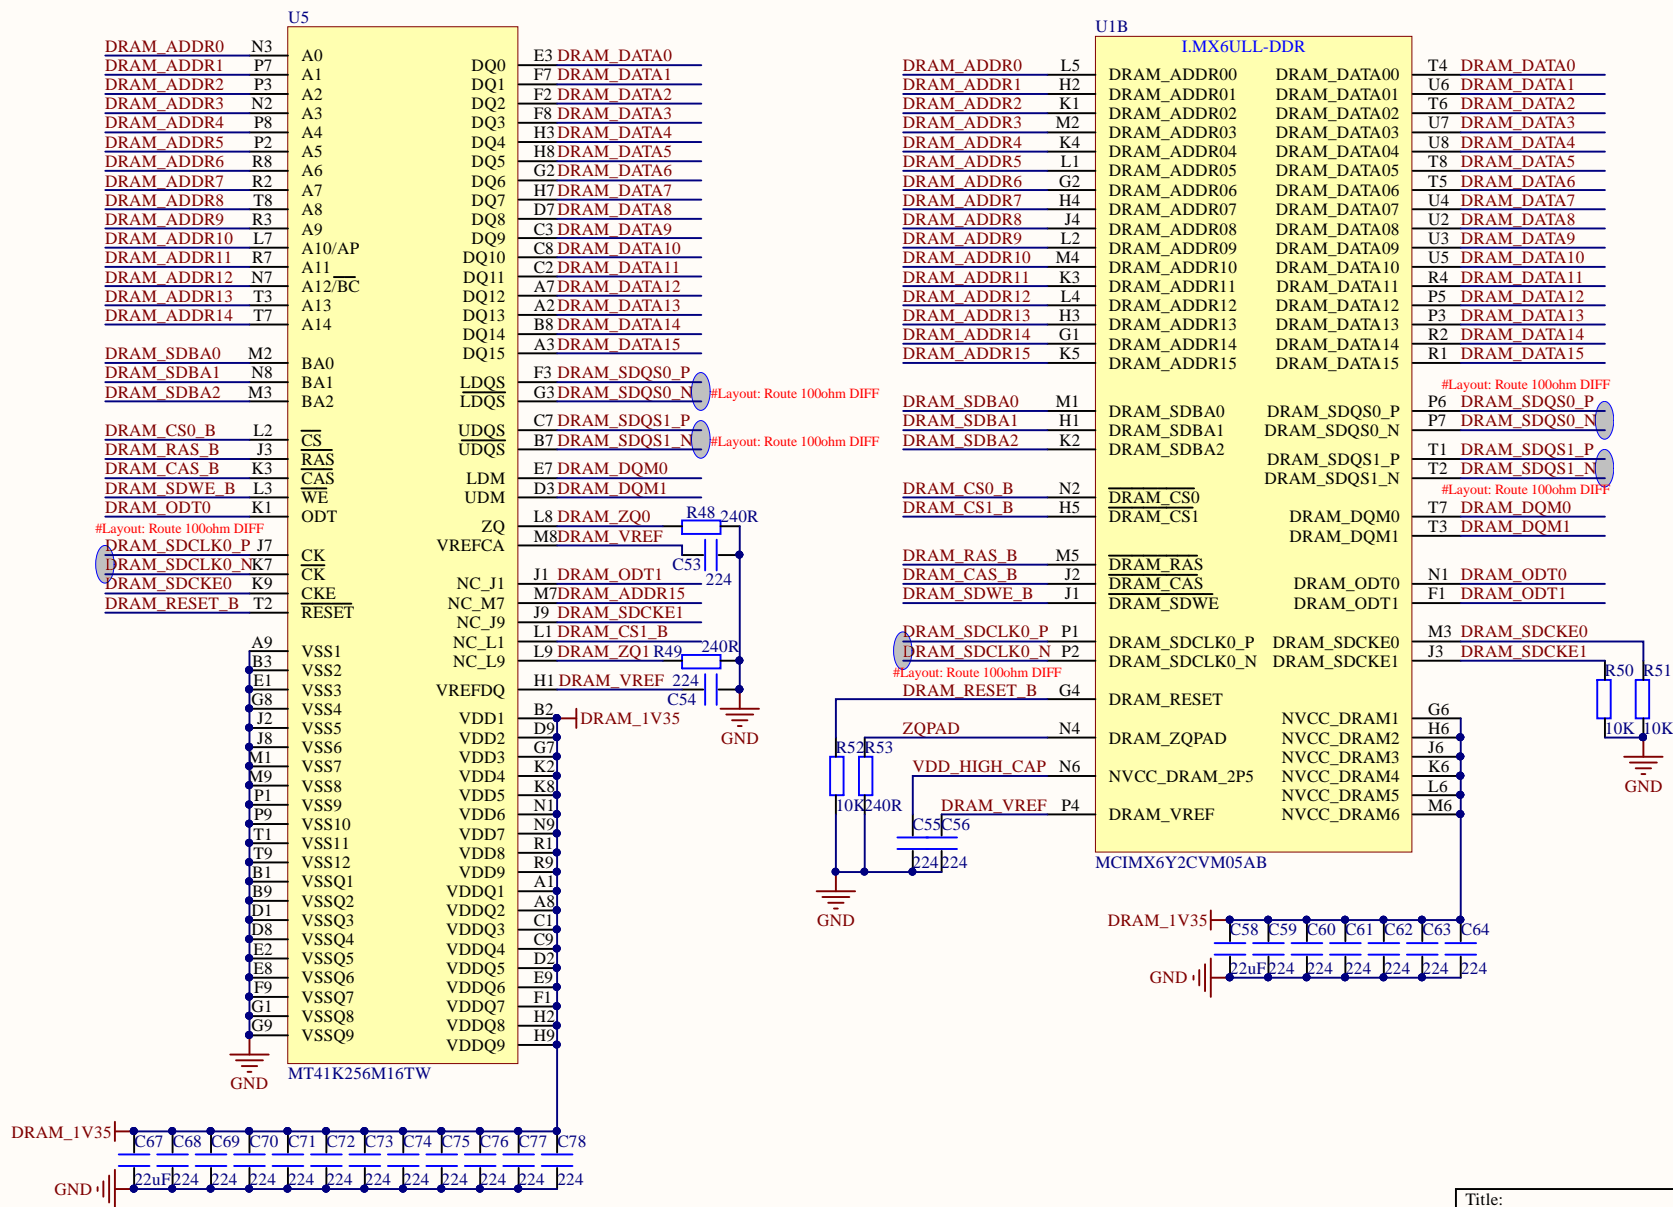 U5
DRAM_ADDR0 N3 A0
DRAM_ADDR1 P7 A1
DRAM_ADDR2 P3 A2
DRAM_ADDR3 N2 A3
DRAM_ADDR4 P8 A4
DRAM_ADDR5 P2 A5
DRAM_ADDR6 R8 A6
DRAM_ADDR7 R2 A7
DRAM_ADDR8 T8 A8
DRAM_ADDR9 R3 A9
DRAM_ADDR10 L7 A10/AP
DRAM_ADDR11 R7 A11
DRAM_ADDR12 N7 A12/BC
DRAM_ADDR13 T3 A13
DRAM_ADDR14 T7 A14
DRAM_SDBA0 M2 BA0
DRAM_SDBA1 N8 BA1
DRAM_SDBA2 M3 BA2
DRAM_CS0_B L2 CS
DRAM_RAS_B J3 RAS
DRAM_CAS_B K3 CAS
DRAM_SDWE_B L3 WE
DRAM_ODT0 K1 ODT
#Layout: Route 100ohm DIFF
DRAM_SDCLK0_P J7 CK
DRAM_SDCLK0_N K7 CK
DRAM_SDCKE0 K9 CKE
DRAM_RESET_B T2 RESET
A9 VSS1
B3 VSS2
E1 VSS3
G8 VSS4
J2 VSS5
J8 VSS6
M1 VSS7
M9 VSS8
P1 VSS9
P9 VSS10
T1 VSS11
T9 VSS12
B1 VSSQ1
B9 VSSQ2
D1 VSSQ3
D8 VSSQ4
E2 VSSQ5
E8 VSSQ6
F9 VSSQ7
G1 VSSQ8
G9 VSSQ9
GND
DQ0 E3 DRAM_DATA0
DQ1 F7 DRAM_DATA1
DQ2 F2 DRAM_DATA2
DQ3 F8 DRAM_DATA3
DQ4 H3 DRAM_DATA4
DQ5 H8 DRAM_DATA5
DQ6 G2 DRAM_DATA6
DQ7 H7 DRAM_DATA7
DQ8 D7 DRAM_DATA8
DQ9 C3 DRAM_DATA9
DQ10 C8 DRAM_DATA10
DQ11 C2 DRAM_DATA11
DQ12 A7 DRAM_DATA12
DQ13 A2 DRAM_DATA13
DQ14 B8 DRAM_DATA14
DQ15 A3 DRAM_DATA15
LDQS F3 DRAM_SDQS0_P
LDQS G3 DRAM_SDQS0_N #Layout: Route 100ohm DIFF
UDQS C7 DRAM_SDQS1_P
UDQS B7 DRAM_SDQS1_N #Layout: Route 100ohm DIFF
LDM E7 DRAM_DQM0
UDM D3 DRAM_DQM1
ZQ L8 DRAM_ZQ0 R48 240R
VREFCA M8 DRAM_VREF C53 224
NC_J1 J1 DRAM_ODT1
NC_M7 M7 DRAM_ADDR15
NC_J9 J9 DRAM_SDCKE1
NC_L1 L1 DRAM_CS1_B
NC_L9 L9 DRAM_ZQ1 R49 240R
VREFDQ H1 DRAM_VREF 224 C54
GND
VDD1 B2 DRAM_1V35
VDD2 D9
VDD3 G7
VDD4 K2
VDD5 K8
VDD6 N1
VDD7 N9
VDD8 R1
VDD9 R9
VDDQ1 A1
VDDQ2 A8
VDDQ3 C1
VDDQ4 C9
VDDQ5 D2
VDDQ6 E9
VDDQ7 F1
VDDQ8 H2
VDDQ9 H9
MT41K256M16TW
DRAM_1V35 C67 C68 C69 C70 C71 C72 C73 C74 C75 C76 C77 C78
GND 22uF 224 224 224 224 224 224 224 224 224 224 224
U1B
I.MX6ULL-DDR
DRAM_ADDR0 L5 DRAM_ADDR00
DRAM_ADDR1 H2 DRAM_ADDR01
DRAM_ADDR2 K1 DRAM_ADDR02
DRAM_ADDR3 M2 DRAM_ADDR03
DRAM_ADDR4 K4 DRAM_ADDR04
DRAM_ADDR5 L1 DRAM_ADDR05
DRAM_ADDR6 G2 DRAM_ADDR06
DRAM_ADDR7 H4 DRAM_ADDR07
DRAM_ADDR8 J4 DRAM_ADDR08
DRAM_ADDR9 L2 DRAM_ADDR09
DRAM_ADDR10 M4 DRAM_ADDR10
DRAM_ADDR11 K3 DRAM_ADDR11
DRAM_ADDR12 L4 DRAM_ADDR12
DRAM_ADDR13 H3 DRAM_ADDR13
DRAM_ADDR14 G1 DRAM_ADDR14
DRAM_ADDR15 K5 DRAM_ADDR15
DRAM_SDBA0 M1 DRAM_SDBA0
DRAM_SDBA1 H1 DRAM_SDBA1
DRAM_SDBA2 K2 DRAM_SDBA2
DRAM_CS0_B N2 DRAM_CS0
DRAM_CS1_B H5 DRAM_CS1
DRAM_RAS_B M5 DRAM_RAS
DRAM_CAS_B J2 DRAM_CAS
DRAM_SDWE_B J1 DRAM_SDWE
DRAM_SDCLK0_P P1 DRAM_SDCLK0_P
DRAM_SDCLK0_N P2 DRAM_SDCLK0_N
#Layout: Route 100ohm DIFF
DRAM_RESET_B G4 DRAM_RESET
ZQPAD N4 DRAM_ZQPAD
R52 R53
VDD_HIGH_CAP N6 NVCC_DRAM_2P5
10K 240R
DRAM_VREF P4 DRAM_VREF
C55 C56
224 224
GND
DRAM_DATA00 T4 DRAM_DATA0
DRAM_DATA01 U6 DRAM_DATA1
DRAM_DATA02 T6 DRAM_DATA2
DRAM_DATA03 U7 DRAM_DATA3
DRAM_DATA04 U8 DRAM_DATA4
DRAM_DATA05 T8 DRAM_DATA5
DRAM_DATA06 T5 DRAM_DATA6
DRAM_DATA07 U4 DRAM_DATA7
DRAM_DATA08 U2 DRAM_DATA8
DRAM_DATA09 U3 DRAM_DATA9
DRAM_DATA10 U5 DRAM_DATA10
DRAM_DATA11 R4 DRAM_DATA11
DRAM_DATA12 P5 DRAM_DATA12
DRAM_DATA13 P3 DRAM_DATA13
DRAM_DATA14 R2 DRAM_DATA14
DRAM_DATA15 R1 DRAM_DATA15
#Layout: Route 100ohm DIFF
DRAM_SDQS0_P P6 DRAM_SDQS0_P
DRAM_SDQS0_N P7 DRAM_SDQS0_N
DRAM_SDQS1_P T1 DRAM_SDQS1_P
DRAM_SDQS1_N T2 DRAM_SDQS1_N
#Layout: Route 100ohm DIFF
DRAM_DQM0 T7 DRAM_DQM0
DRAM_DQM1 T3 DRAM_DQM1
DRAM_ODT0 N1 DRAM_ODT0
DRAM_ODT1 F1 DRAM_ODT1
DRAM_SDCKE0 M3 DRAM_SDCKE0
DRAM_SDCKE1 J3 DRAM_SDCKE1
R50 R51
10K 10K
GND
NVCC_DRAM1 G6
NVCC_DRAM2 H6
NVCC_DRAM3 J6
NVCC_DRAM4 K6
NVCC_DRAM5 L6
NVCC_DRAM6 M6
MCIMX6Y2CVM05AB
DRAM_1V35 C58 C59 C60 C61 C62 C63 C64
GND 22uF 224 224 224 224 224 224
Title: